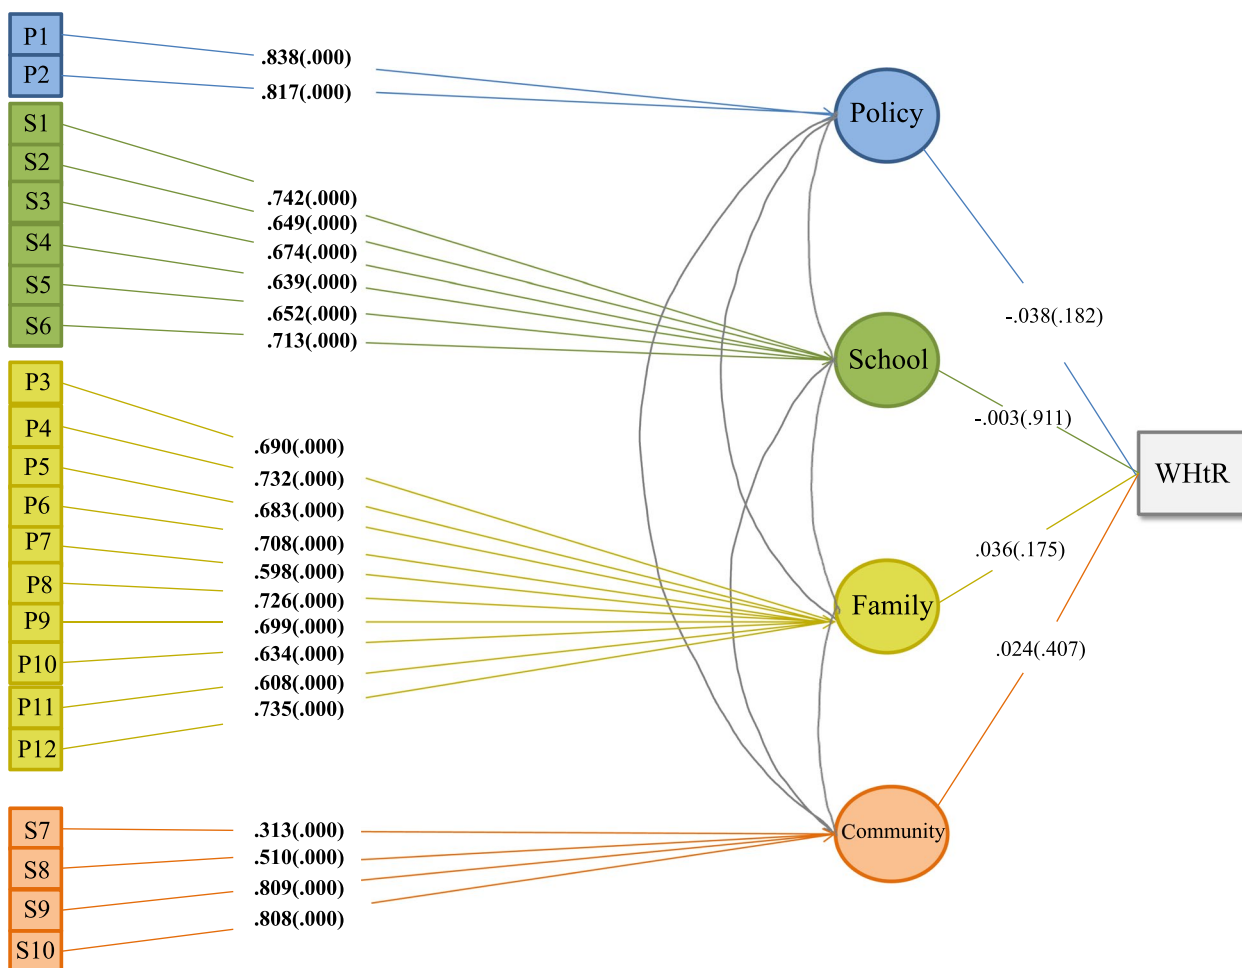 P1
P2
.838(.000)
.817(.000)
Policy
S1
S2
S3
S4
S5
S6
.742(.000)
.649(.000)
.674(.000)
.639(.000)
.652(.000)
.713(.000)
School
-.038(.182)
-.003(.911)
WHtR
P3
P4
P5
P6
P7
P8
P9
P10
P11
P12
.690(.000)
.732(.000)
.683(.000)
.708(.000)
.598(.000)
.726(.000)
.699(.000)
.634(.000)
.608(.000)
.735(.000)
Family
.036(.175)
.024(.407)
S7
S8
S9
S10
.313(.000)
.510(.000)
.809(.000)
.808(.000)
Community